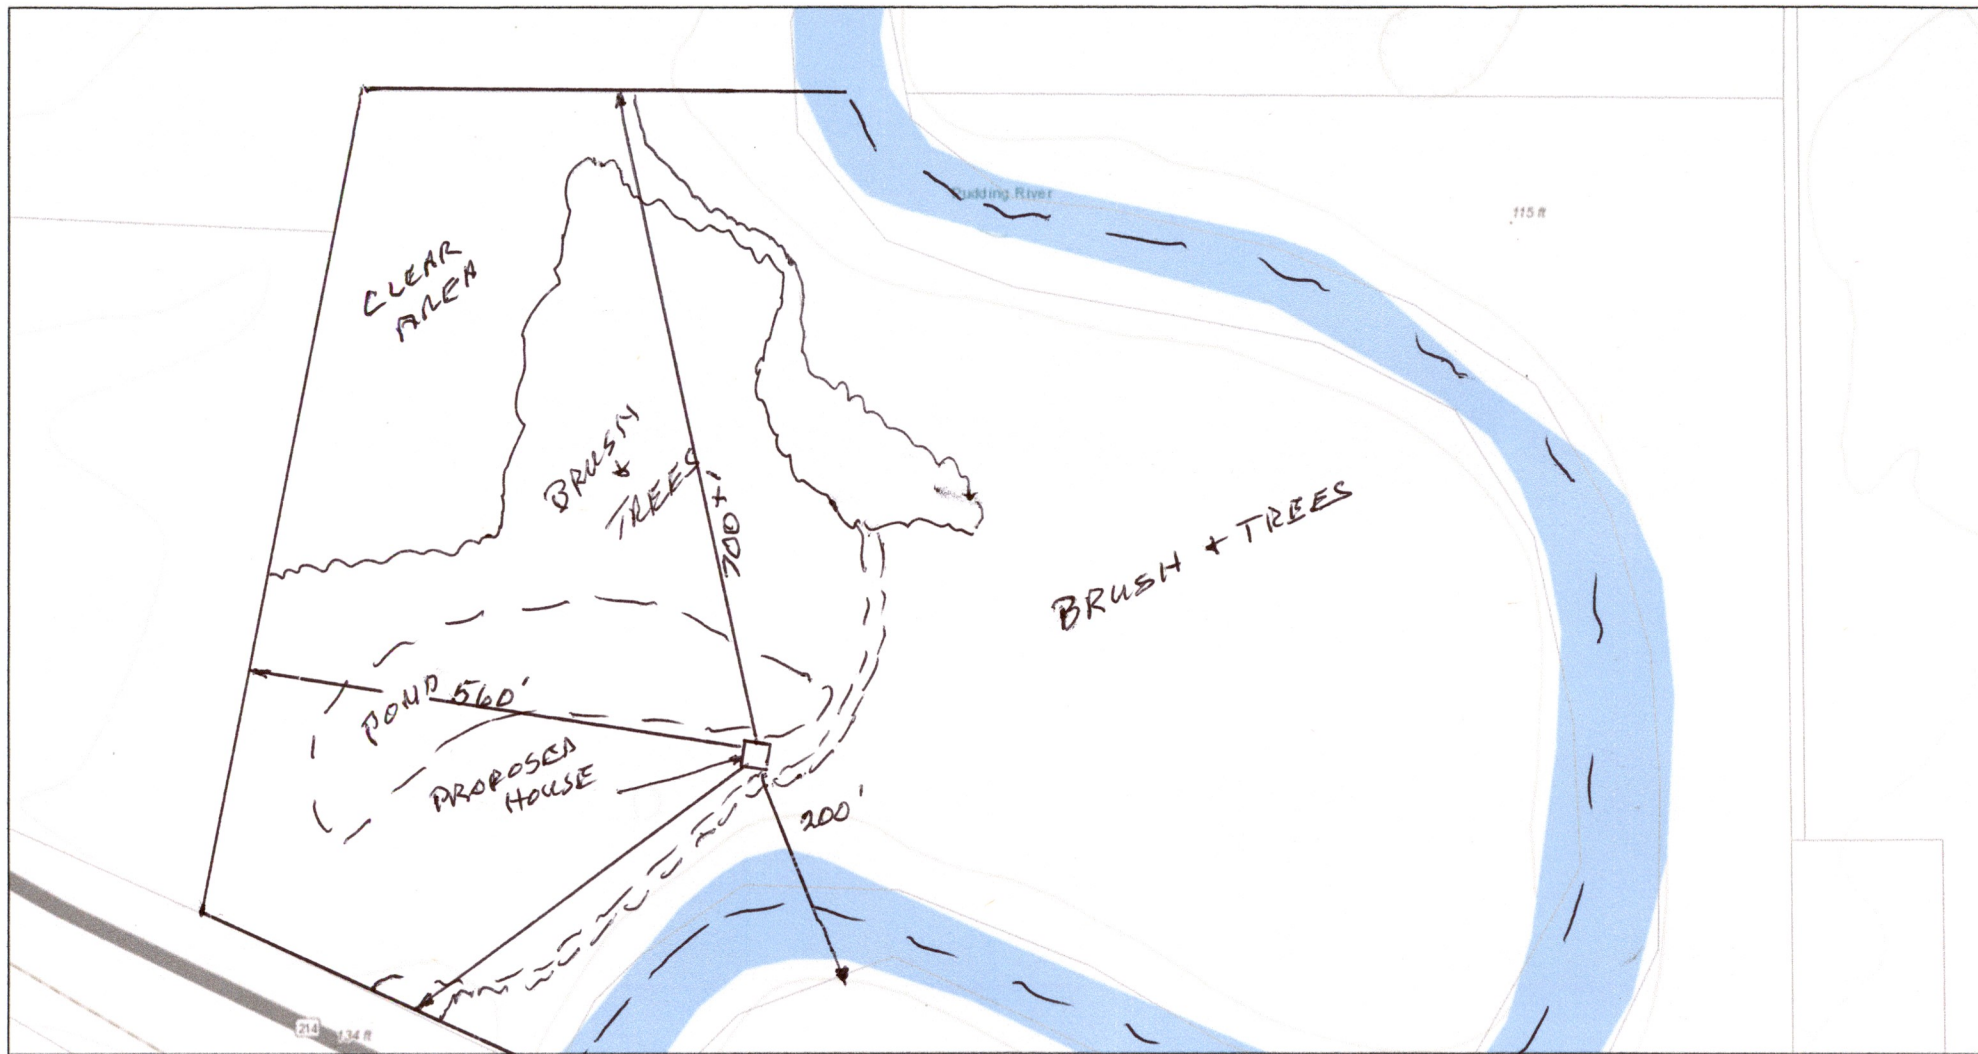 Pudding River
115 ft
CLEAR
AREA
BRUSH
+
TREES
700±'
BRUSH + TREES
POND 560'
PROPOSED
HOUSE
200'
214
134 ft